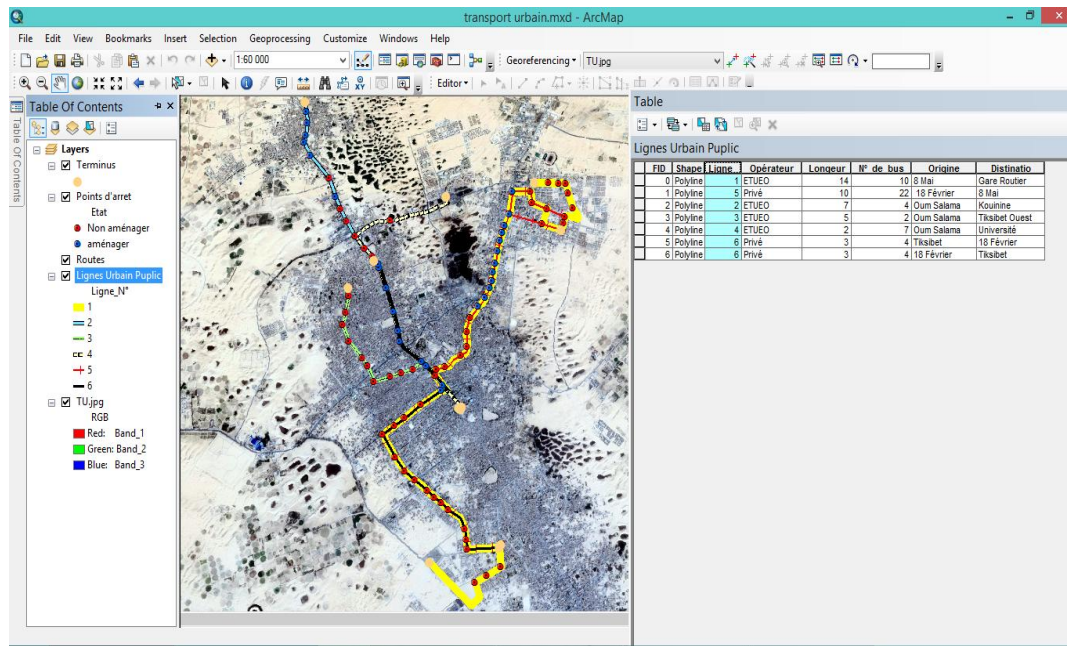 transport urbain.mxd - ArcMap
File Edit View Bookmarks Insert Selection Geoprocessing Customize Windows Help
1:60 000 Georeferencing TU.jpg
Editor
Table Of Contents
Table Of Contents
Layers
Terminus
Points d'arret
Etat
Non aménager
aménager
Routes
Lignes Urbain Puplic
Ligne_N°
1
2
3
4
5
6
TU.jpg
RGB
Red: Band_1
Green: Band_2
Blue: Band_3
Table
Lignes Urbain Puplic
FID Shape Ligne Opérateur Longeur N° de bus Origine Distinatio
0 Polyline 1 ETUEO 14 10 8 Mai Gare Routier
1 Polyline 5 Privé 10 22 18 Février 8 Mai
2 Polyline 2 ETUEO 7 4 Oum Salama Kouinine
3 Polyline 3 ETUEO 5 2 Oum Salama Tiksibet Ouest
4 Polyline 4 ETUEO 2 7 Oum Salama Université
5 Polyline 6 Privé 3 4 Tiksibet 18 Février
6 Polyline 6 Privé 3 4 18 Février Tiksibet